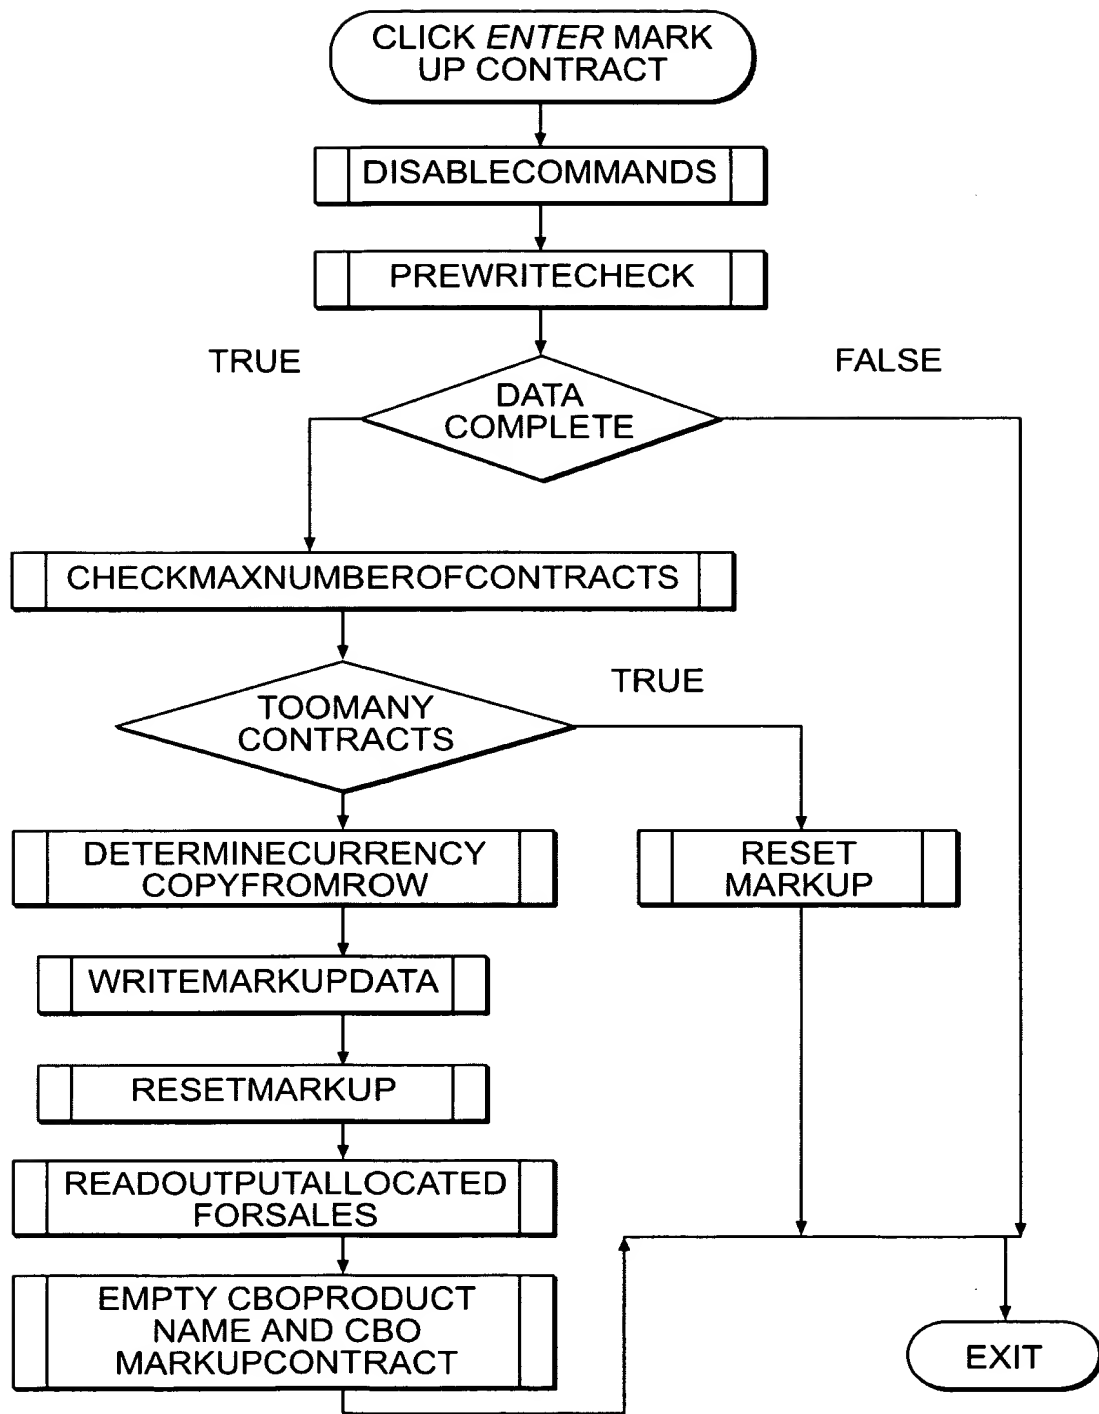 CLICK ENTER MARK
UP CONTRACT
DISABLECOMMANDS
PREWRITECHECK
TRUE
FALSE
DATA
COMPLETE
CHECKMAXNUMBEROFCONTRACTS
TRUE
TOOMANY
CONTRACTS
DETERMINECURRENCY
COPYFROMROW
RESET
MARKUP
WRITEMARKUPDATA
RESETMARKUP
READOUTPUTALLOCATED
FORSALES
EMPTY CBOPRODUCT
NAME AND CBO
MARKUPCONTRACT
EXIT